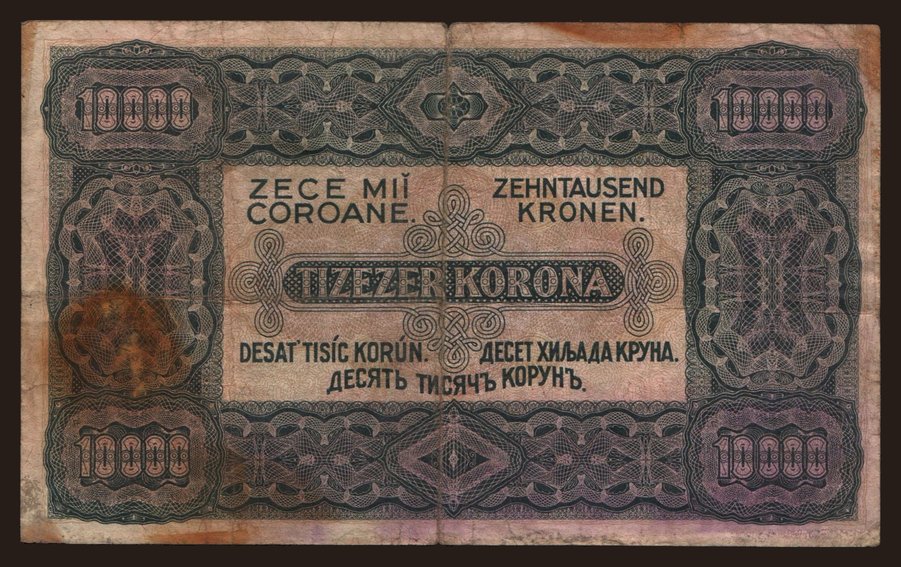 10000 10000
ZECE MIĬ
COROANE.
ZEHNTAUSEND
KRONEN.
TIZEZER KORONA
DESAŤ TISÍC KORÚN.
ДЕСЕТ ХИЉАДА КРУНА.
ДЕСЯТЬ ТИСЯЧЪ КОРУНЪ.
10000 10000